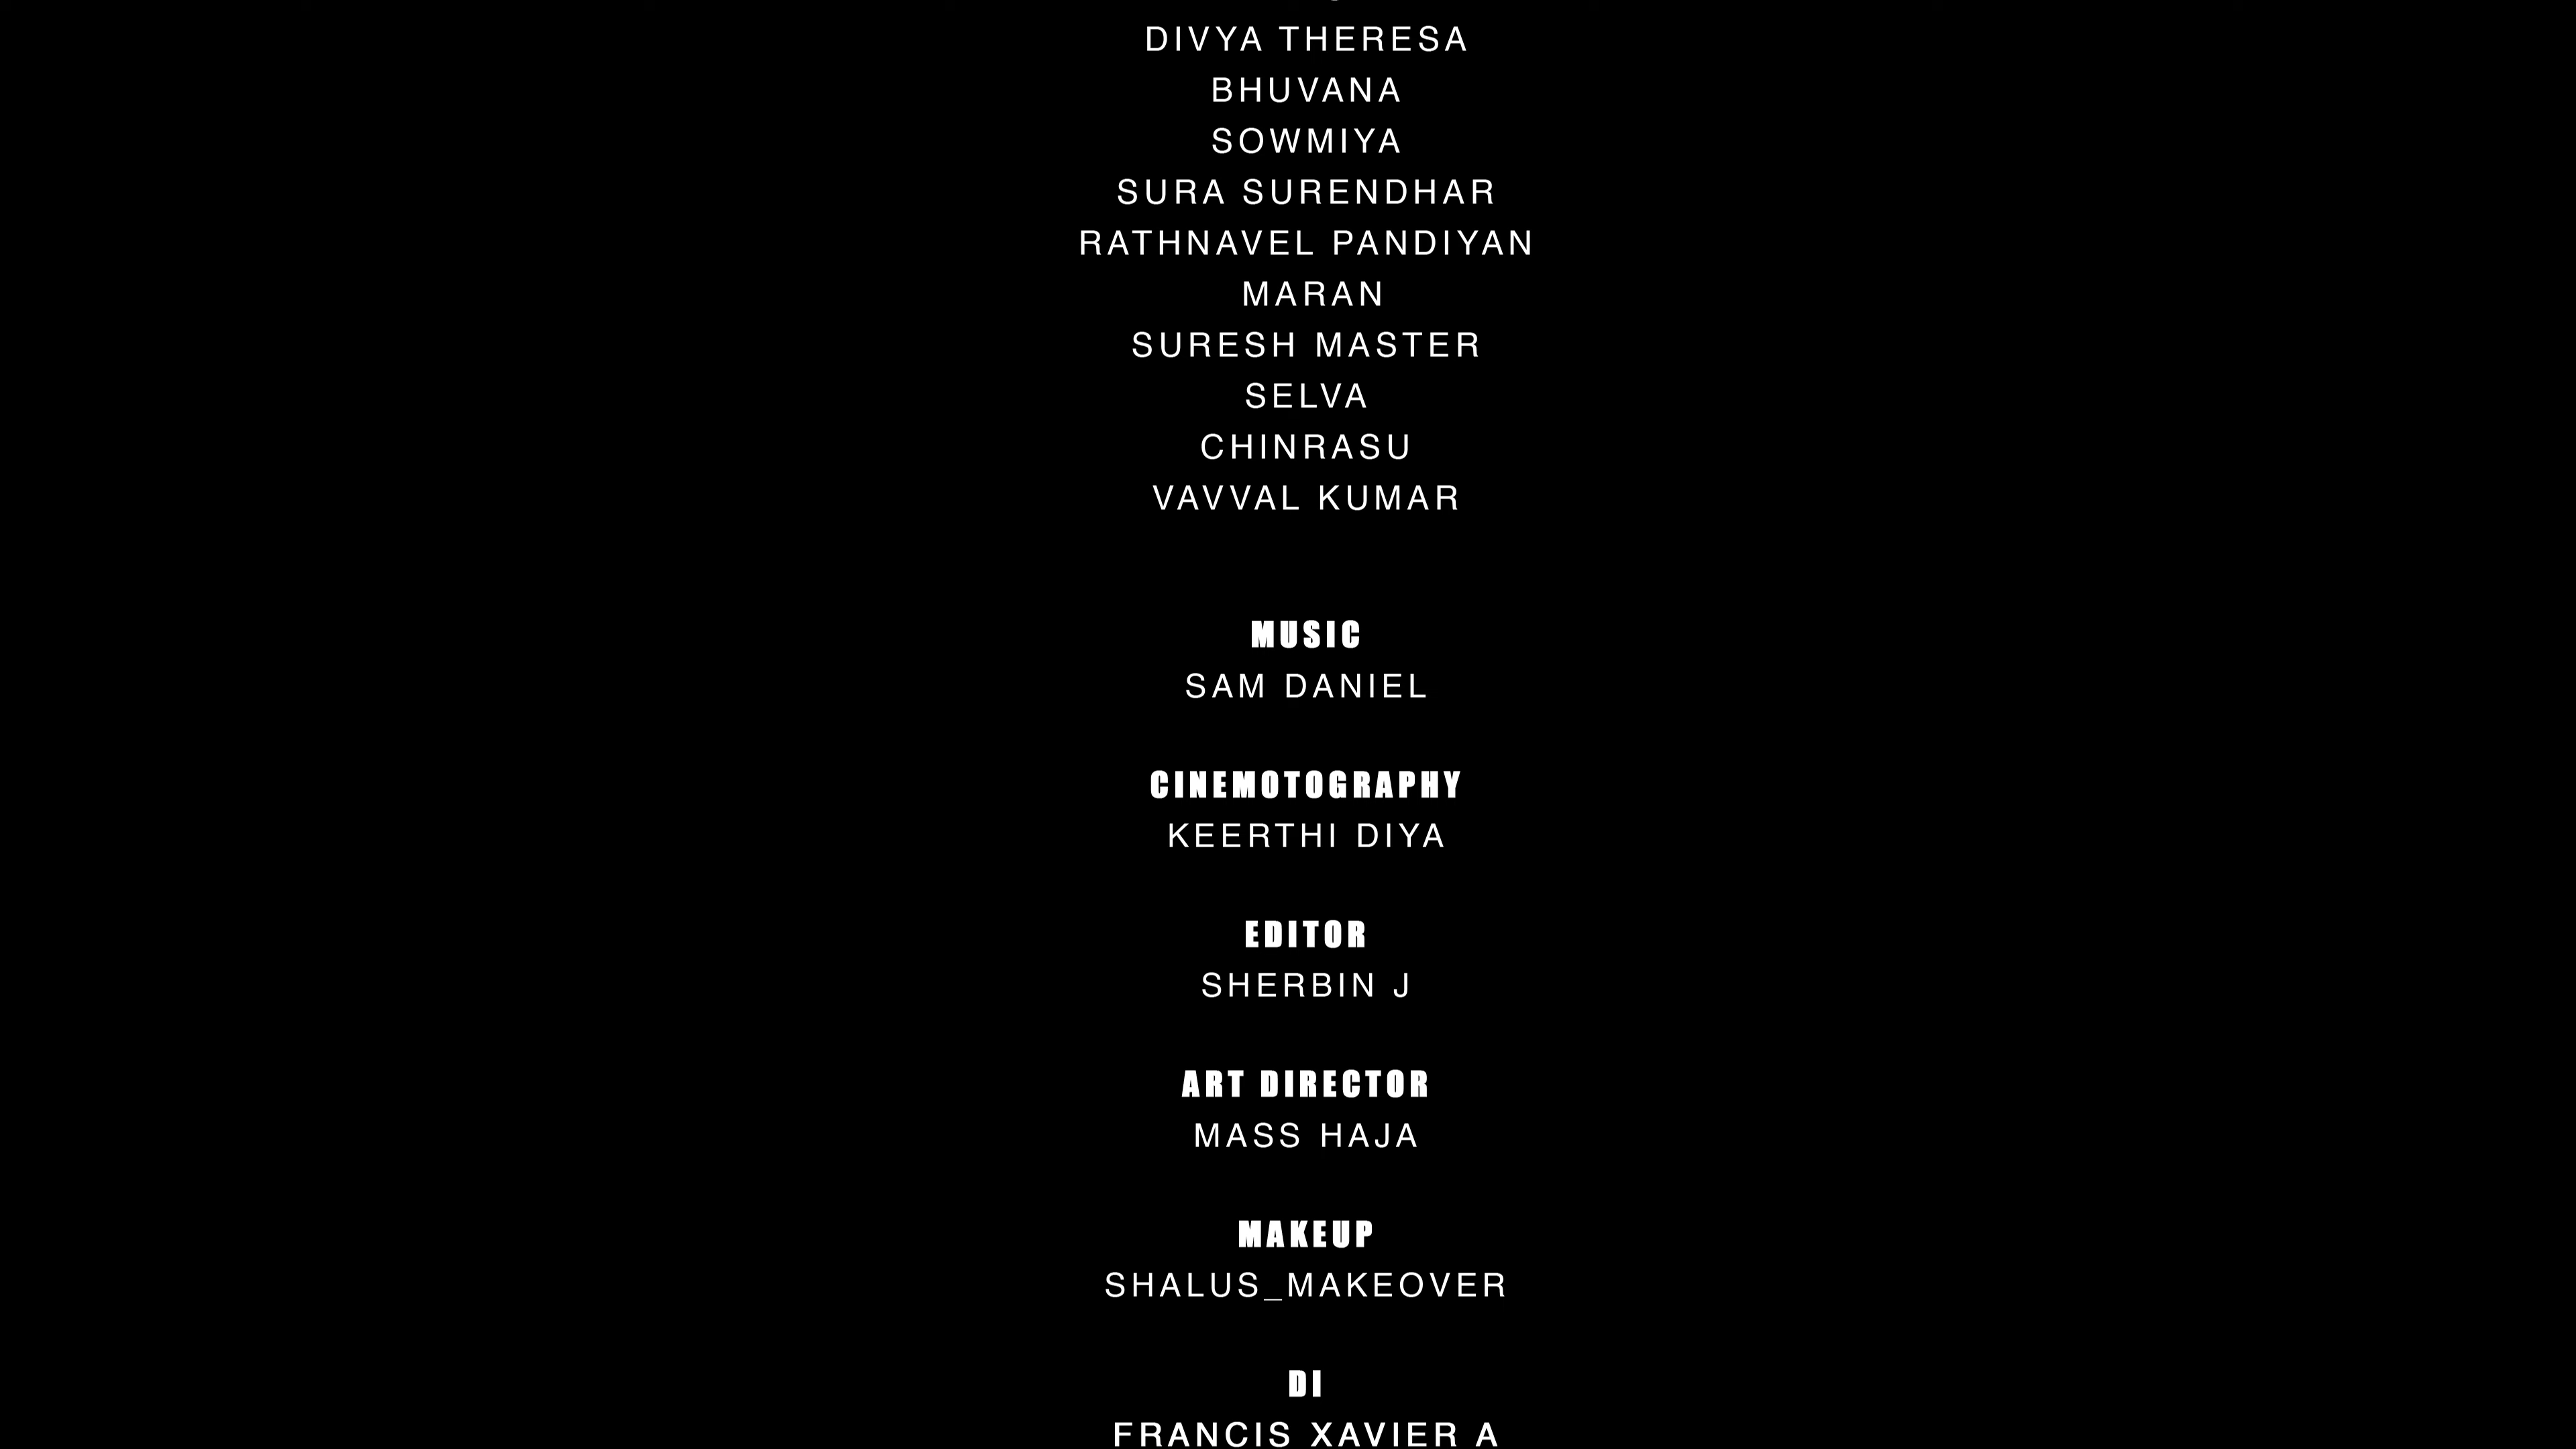 DIVYA THERESA
BHUVANA
SOWMIYA
SURA SURENDHAR
RATHNAVEL PANDIYAN
MARAN
SURESH MASTER
SELVA
CHINRASU
VAVVAL KUMAR
MUSIC
SAM DANIEL
CINEMOTOGRAPHY
KEERTHI DIYA
EDITOR
SHERBIN J
ART DIRECTOR
MASS HAJA
MAKEUP
SHALUS_MAKEOVER
DI
FRANCIS XAVIER A